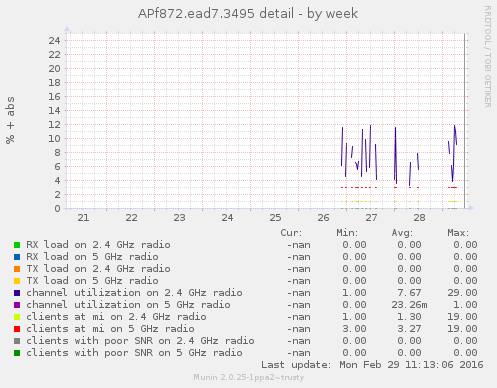 APf872.ead7.3495 detail - by week
RRDTOOL / TOBI OETIKER
% + abs
24
22
20
18
16
14
12
10
8
6
4
2
0
21 22 23 24 25 26 27 28
Cur: Min: Avg: Max:
RX load on 2.4 GHz radio -nan 0.00 0.00 0.00
RX load on 5 GHz radio -nan 0.00 0.00 0.00
TX load on 2.4 GHz radio -nan 0.00 0.00 0.00
TX load on 5 GHz radio -nan 0.00 0.00 0.00
channel utilization on 2.4 GHz radio -nan 1.00 7.67 29.00
channel utilization on 5 GHz radio -nan 0.00 23.26m 1.00
clients at mi on 2.4 GHz radio -nan 1.00 1.30 19.00
clients at mi on 5 GHz radio -nan 3.00 3.27 19.00
clients with poor SNR on 2.4 GHz radio -nan 0.00 0.00 0.00
clients with poor SNR on 5 GHz radio -nan 0.00 0.00 0.00
Last update: Mon Feb 29 11:13:06 2016
Munin 2.0.25-1ppa2~trusty